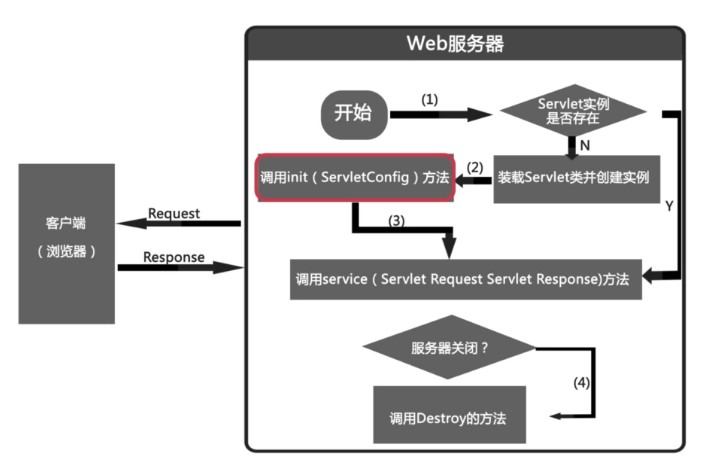 Web服务器
开始
(1)
Servlet实例
是否存在
N
Y
装载Servlet类并创建实例
(2)
调用init（ServletConfig）方法
(3)
调用service（Servlet Request Servlet Response)方法
客户端
（浏览器）
Request
Response
服务器关闭？
(4)
调用Destroy的方法